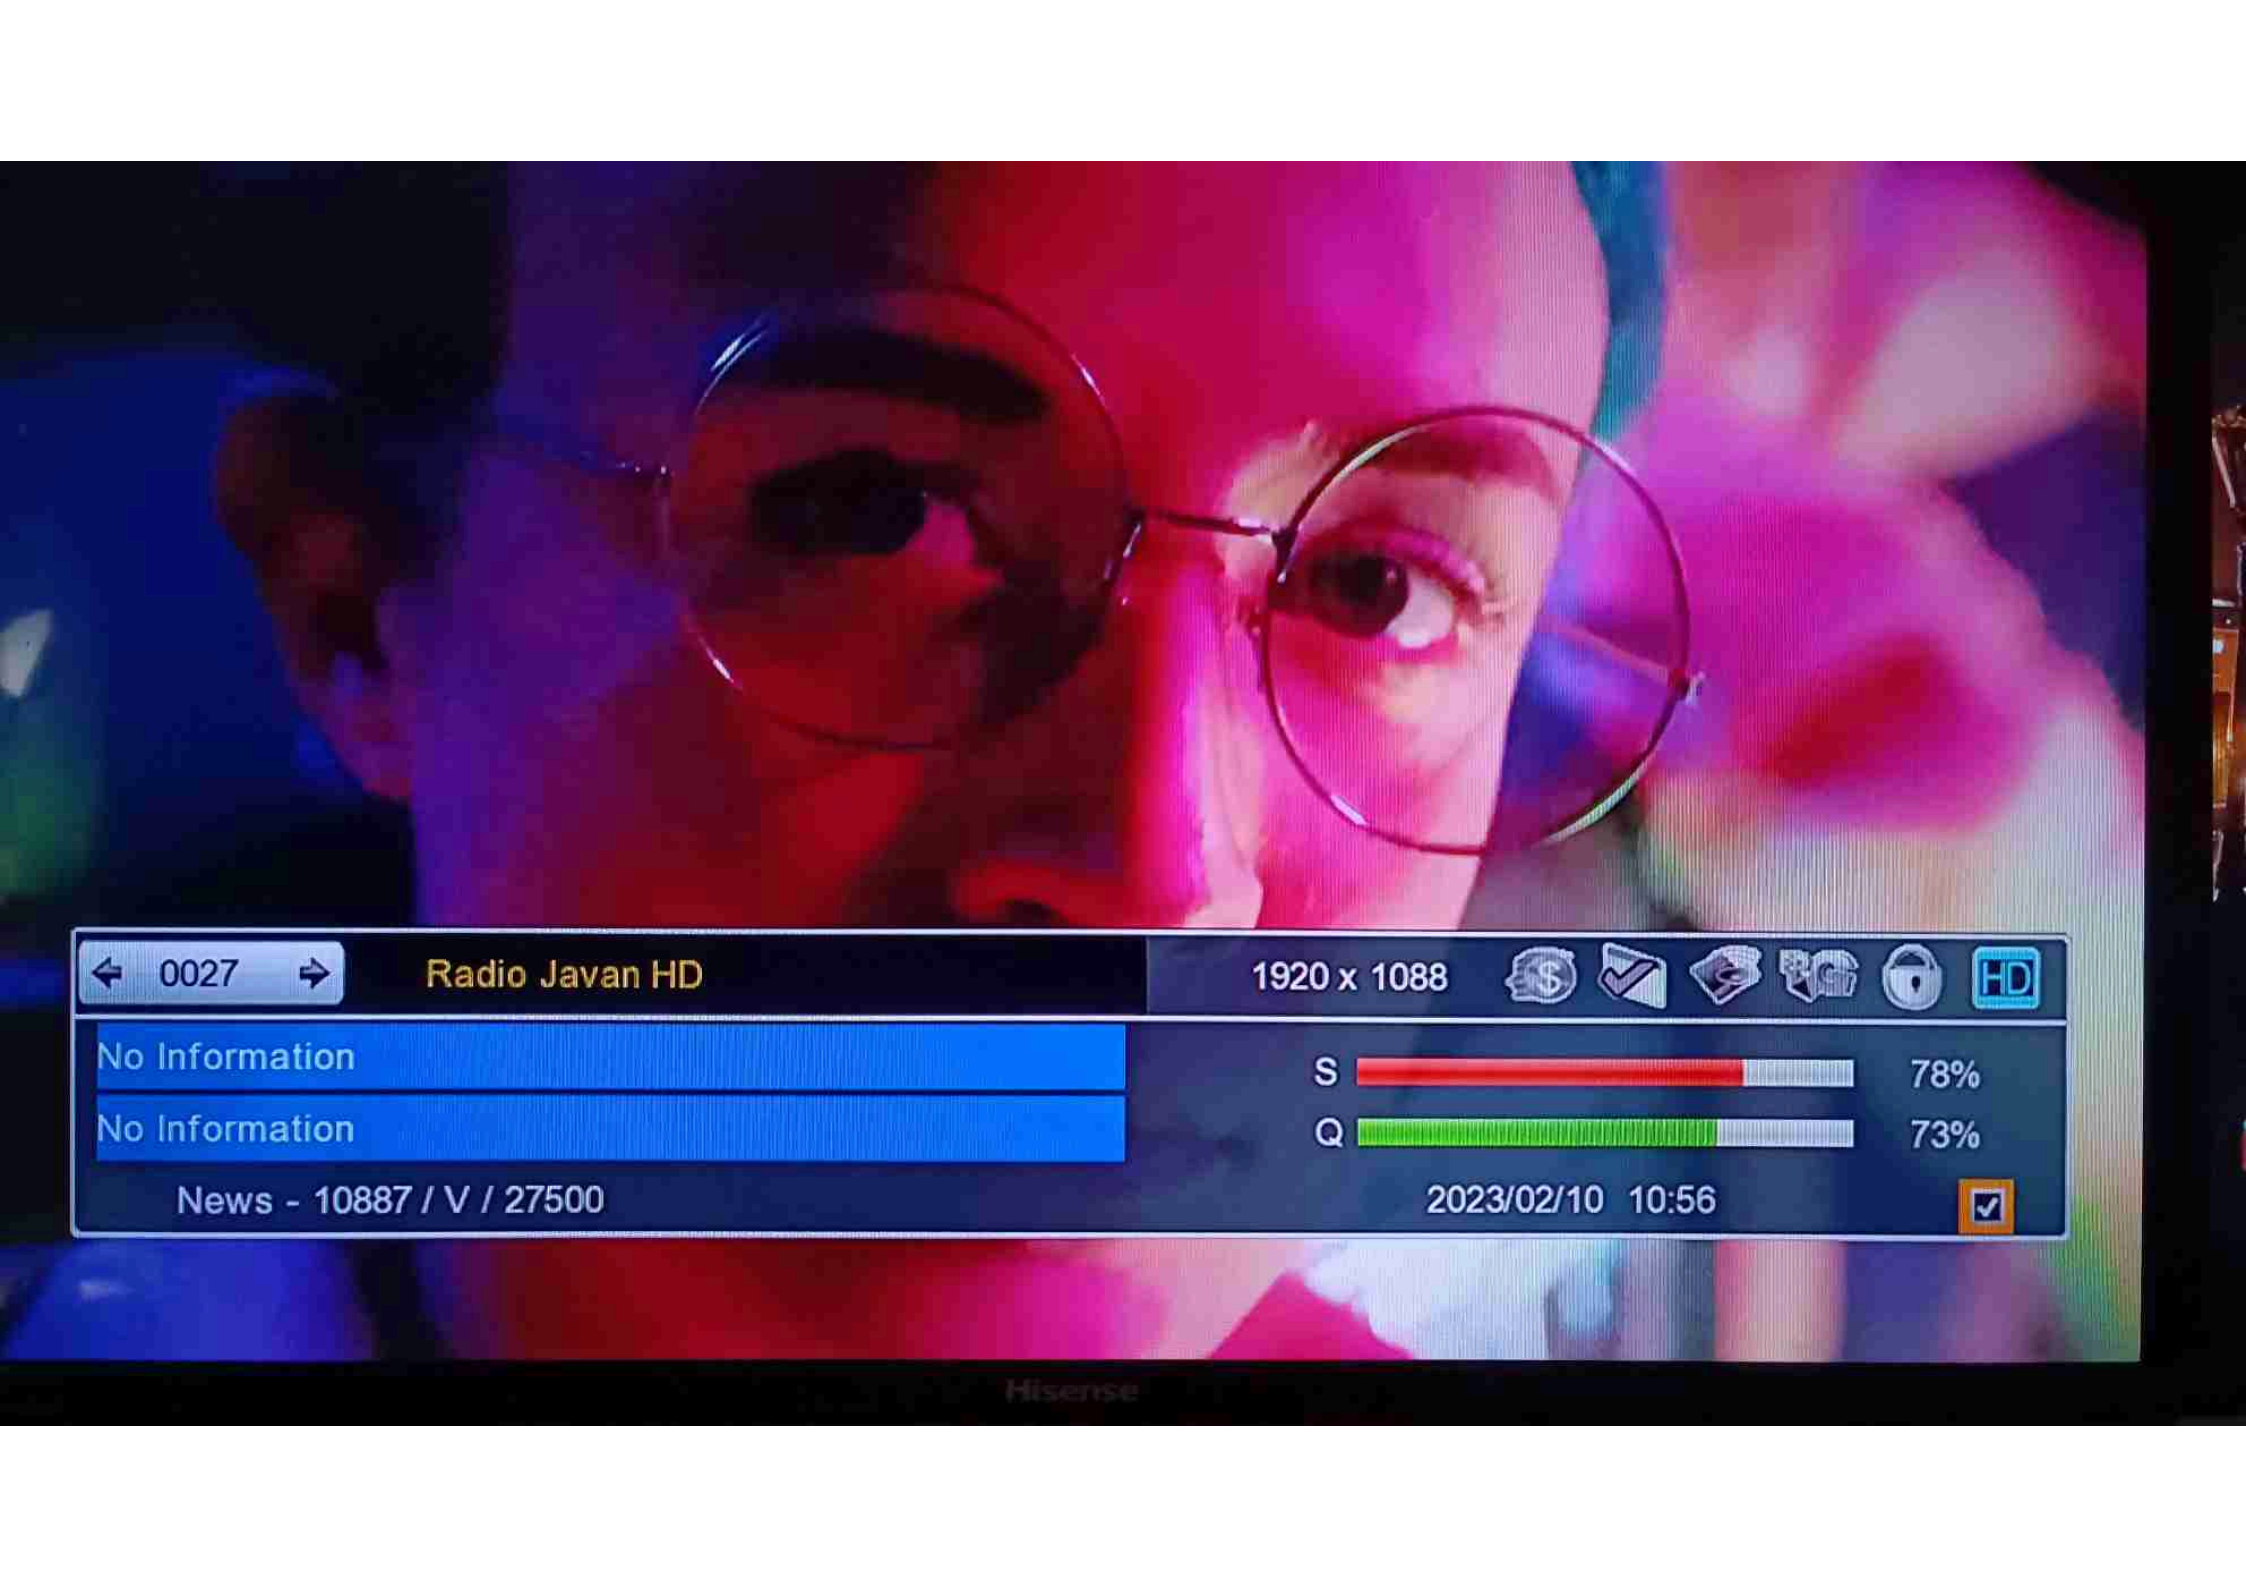 0027
Radio Javan HD
1920 x 1088
$
HD
No Information
S 78%
No Information
Q 73%
News - 10887 / V / 27500
2023/02/10 10:56
Hisense